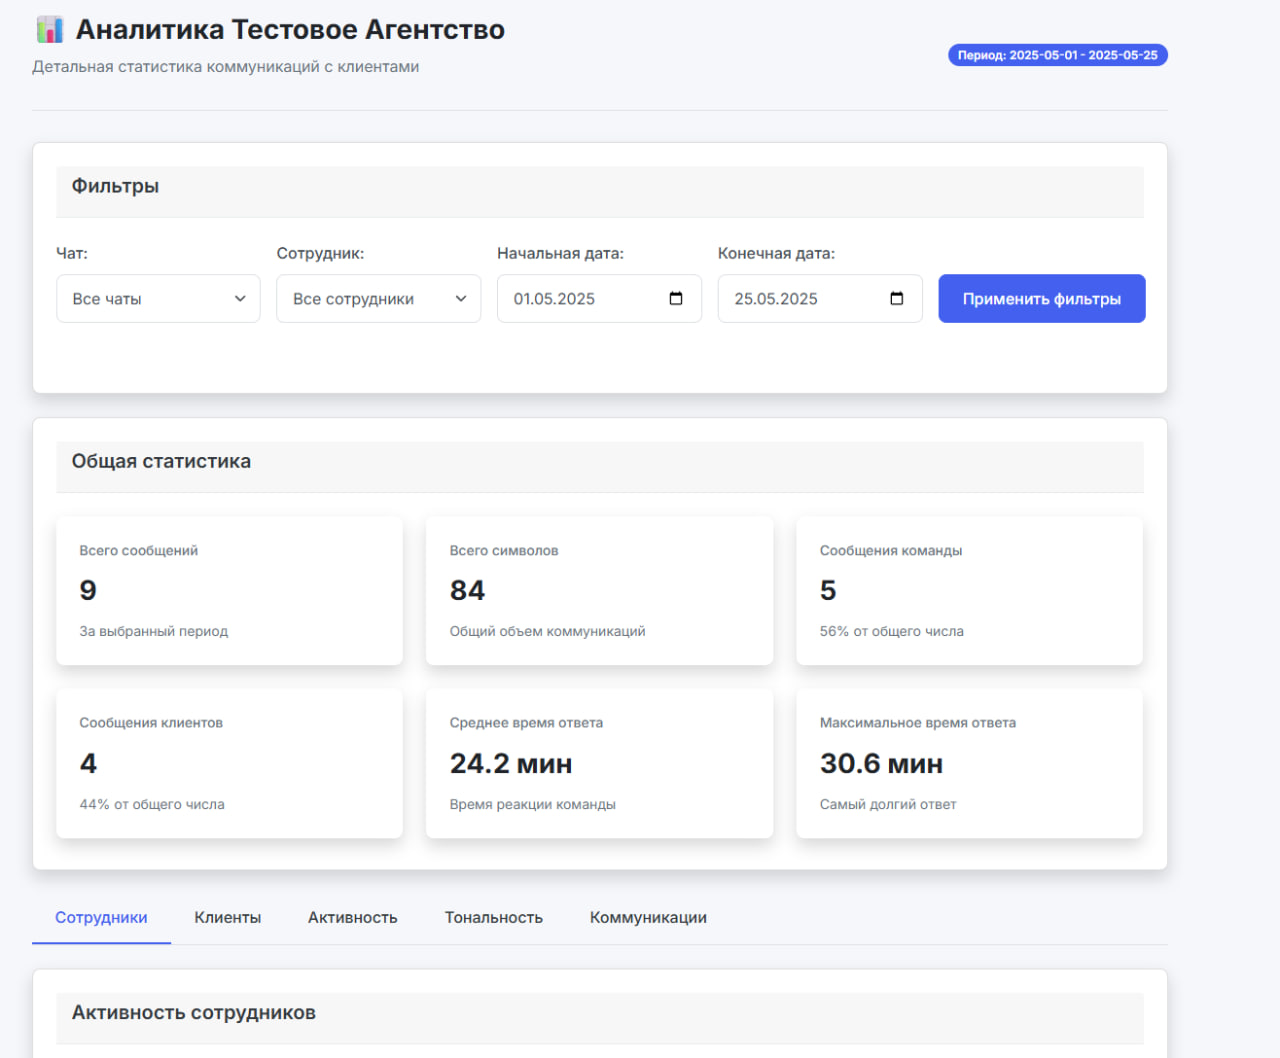 Аналитика Тестовое Агентство
Детальная статистика коммуникаций с клиентами
Период: 2025-05-01 - 2025-05-25
Фильтры
Чат:
Сотрудник:
Начальная дата:
Конечная дата:
Все чаты
Все сотрудники
01.05.2025
25.05.2025
Применить фильтры
Общая статистика
Всего сообщений
9
За выбранный период
Всего символов
84
Общий объем коммуникаций
Сообщения команды
5
56% от общего числа
Сообщения клиентов
4
44% от общего числа
Среднее время ответа
24.2 мин
Время реакции команды
Максимальное время ответа
30.6 мин
Самый долгий ответ
Сотрудники
Клиенты
Активность
Тональность
Коммуникации
Активность сотрудников